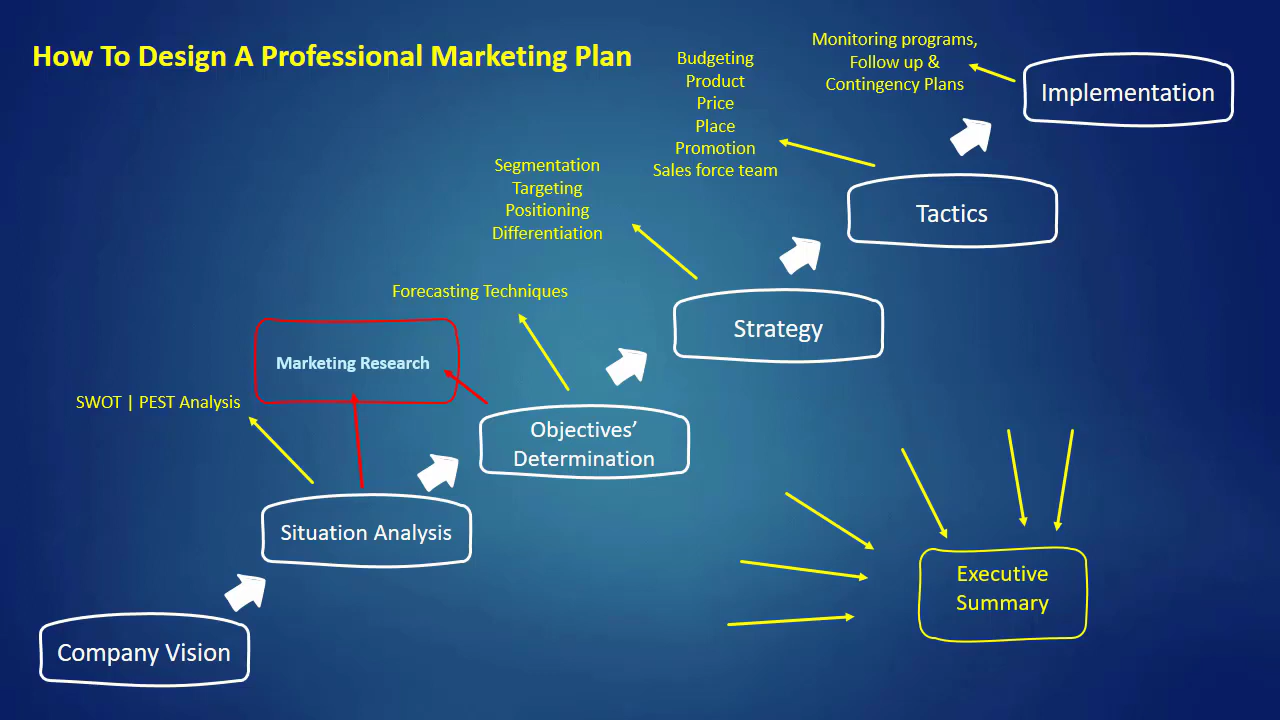 How To Design A Professional Marketing Plan
Monitoring programs,
Follow up &
Contingency Plans
Implementation
Budgeting
Product
Price
Place
Promotion
Sales force team
Tactics
Segmentation
Targeting
Positioning
Differentiation
Strategy
Forecasting Techniques
Marketing Research
SWOT | PEST Analysis
Objectives’
Determination
Situation Analysis
Executive
Summary
Company Vision